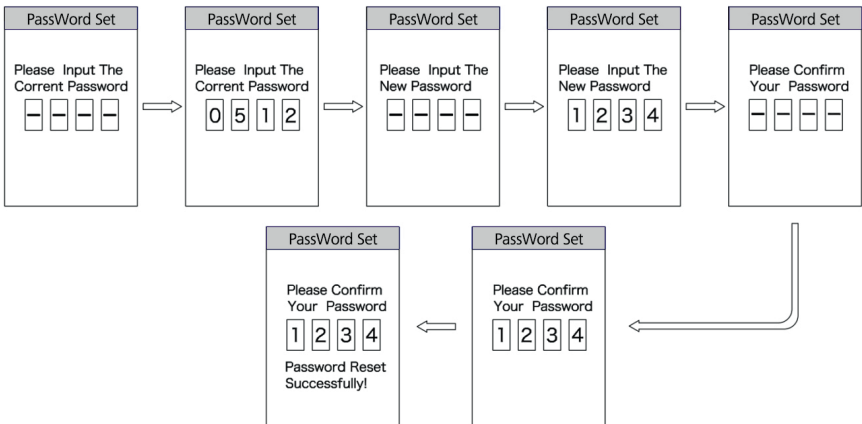 PassWord Set
Please Input The
Corrent Password
– – – –
PassWord Set
Please Input The
Corrent Password
0 5 1 2
PassWord Set
Please Input The
New Password
– – – –
PassWord Set
Please Input The
New Password
1 2 3 4
PassWord Set
Please Confirm
Your Password
– – – –
PassWord Set
Please Confirm
Your Password
1 2 3 4
PassWord Set
Please Confirm
Your Password
1 2 3 4
Password Reset
Successfully!